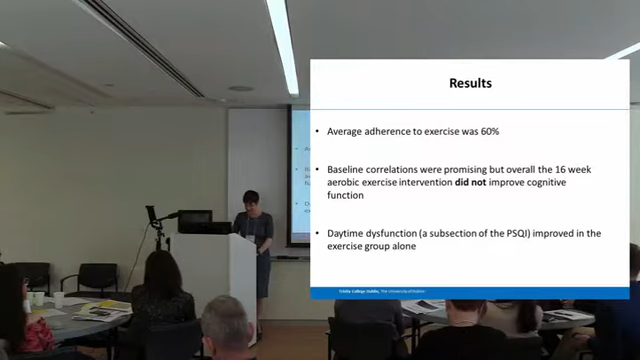 Results
• Average adherence to exercise was 60%
• Baseline correlations were promising but overall the 16 week
aerobic exercise intervention did not improve cognitive
function
• Daytime dysfunction (a subsection of the PSQI) improved in the
exercise group alone
Trinity College Dublin, The University of Dublin